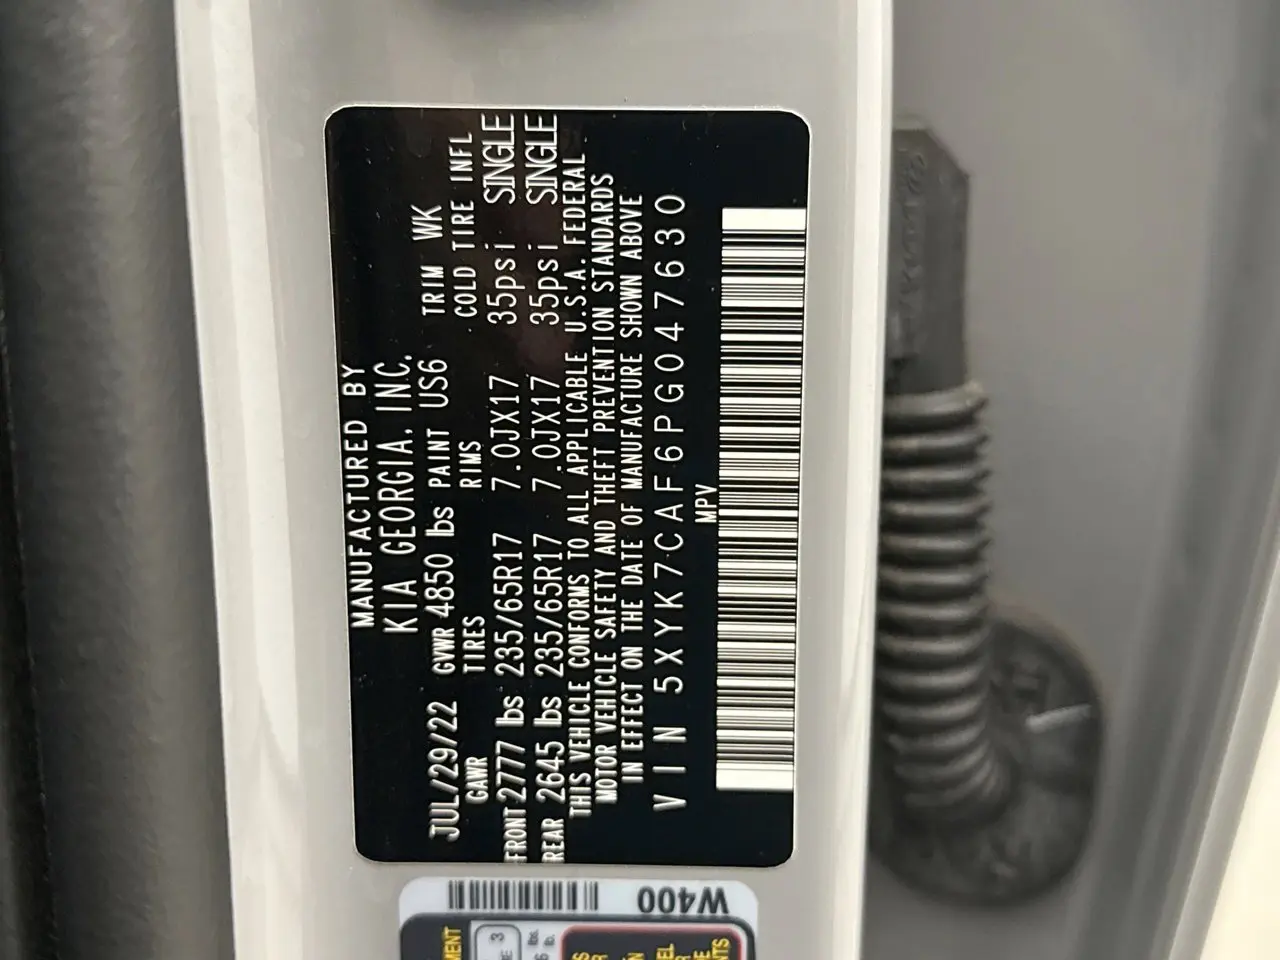 MANUFACTURED BY
KIA GEORGIA, INC.
JUL/29/22 GVWR 4850 lbs PAINT US6 TRIM WK
GAWR TIRES RIMS COLD TIRE INFL
FRONT 2777 lbs 235/65R17 7.0JX17 35psi SINGLE
REAR 2645 lbs 235/65R17 7.0JX17 35psi SINGLE
THIS VEHICLE CONFORMS TO ALL APPLICABLE U.S.A. FEDERAL
MOTOR VEHICLE SAFETY AND THEFT PREVENTION STANDARDS
IN EFFECT ON THE DATE OF MANUFACTURE SHOWN ABOVE
VIN 5XYK7CAF6PG047630
MPV
W400